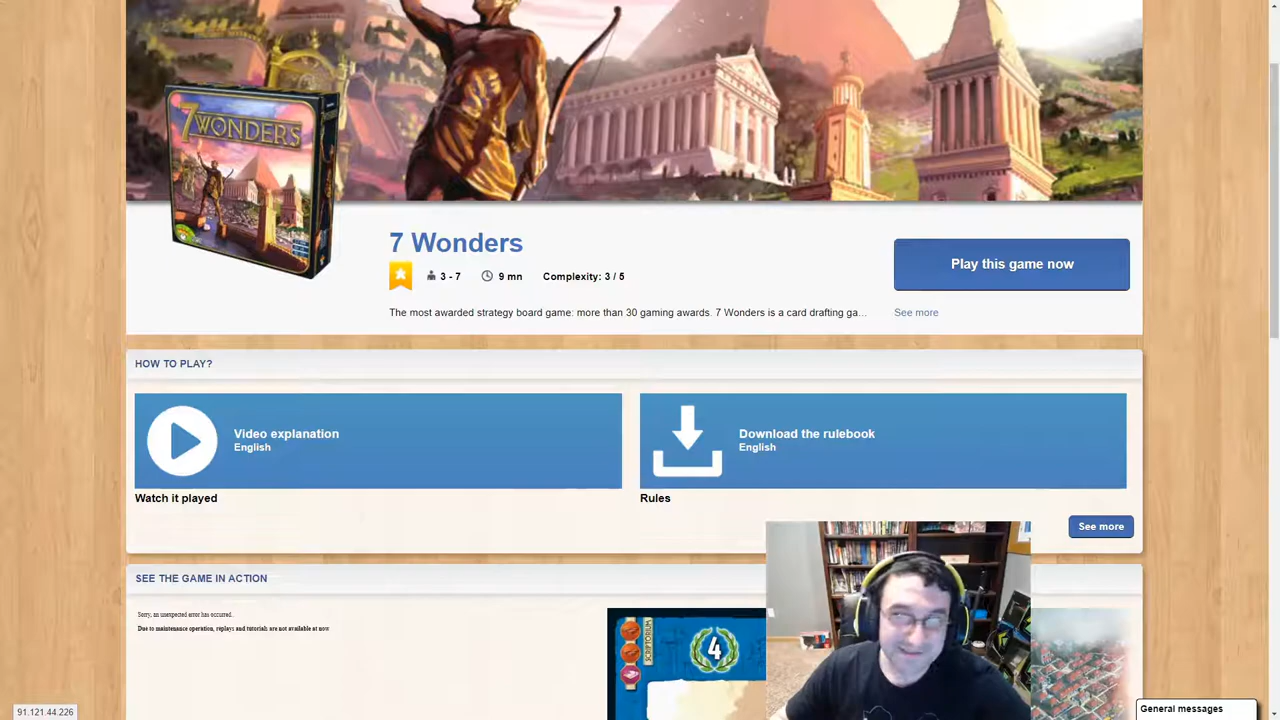 7 WONDERS
7 Wonders
3 - 7 9 mn Complexity: 3 / 5
Play this game now
The most awarded strategy board game: more than 30 gaming awards. 7 Wonders is a card drafting ga...
See more
HOW TO PLAY?
Video explanation
English
Download the rulebook
English
Watch it played
Rules
See more
SEE THE GAME IN ACTION
Sorry, an unexpected error has occurred.
Due to maintenance operation, replays and tutorials are not available at now
SCRIPTORIUM
4
91.121.44.226
General messages